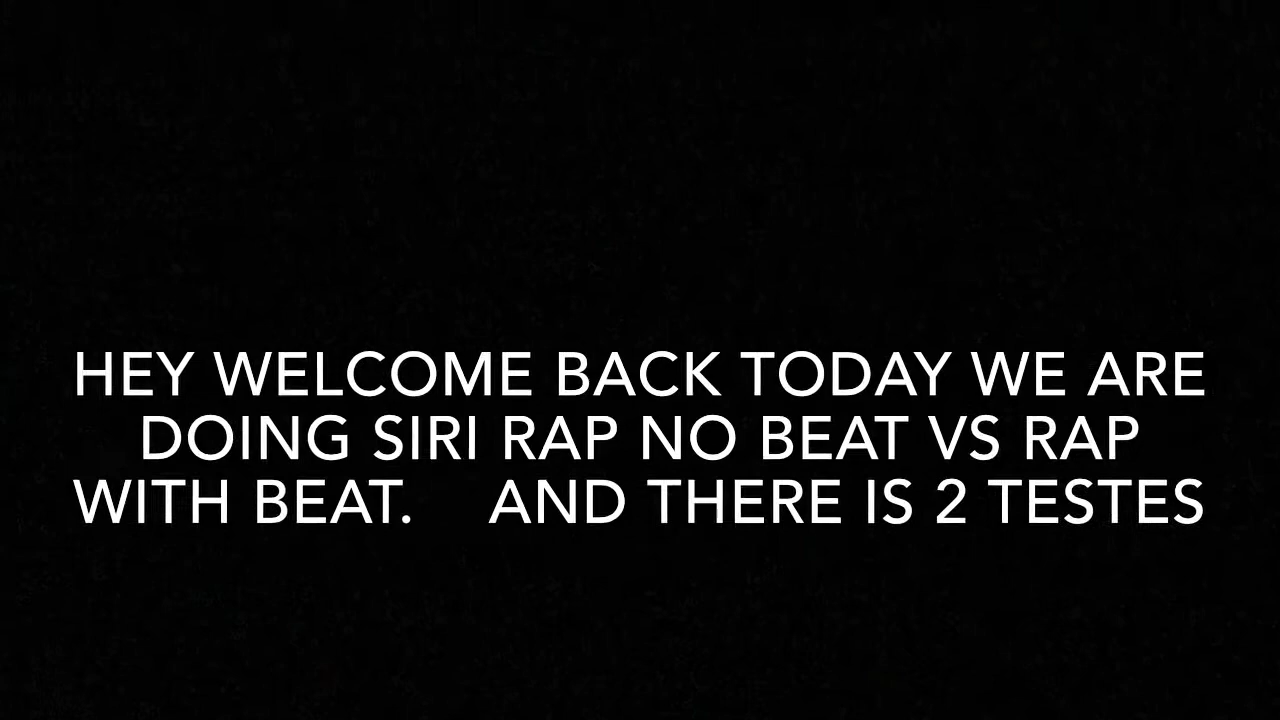 HEY WELCOME BACK TODAY WE ARE
DOING SIRI RAP NO BEAT VS RAP
WITH BEAT.    AND THERE IS 2 TESTES